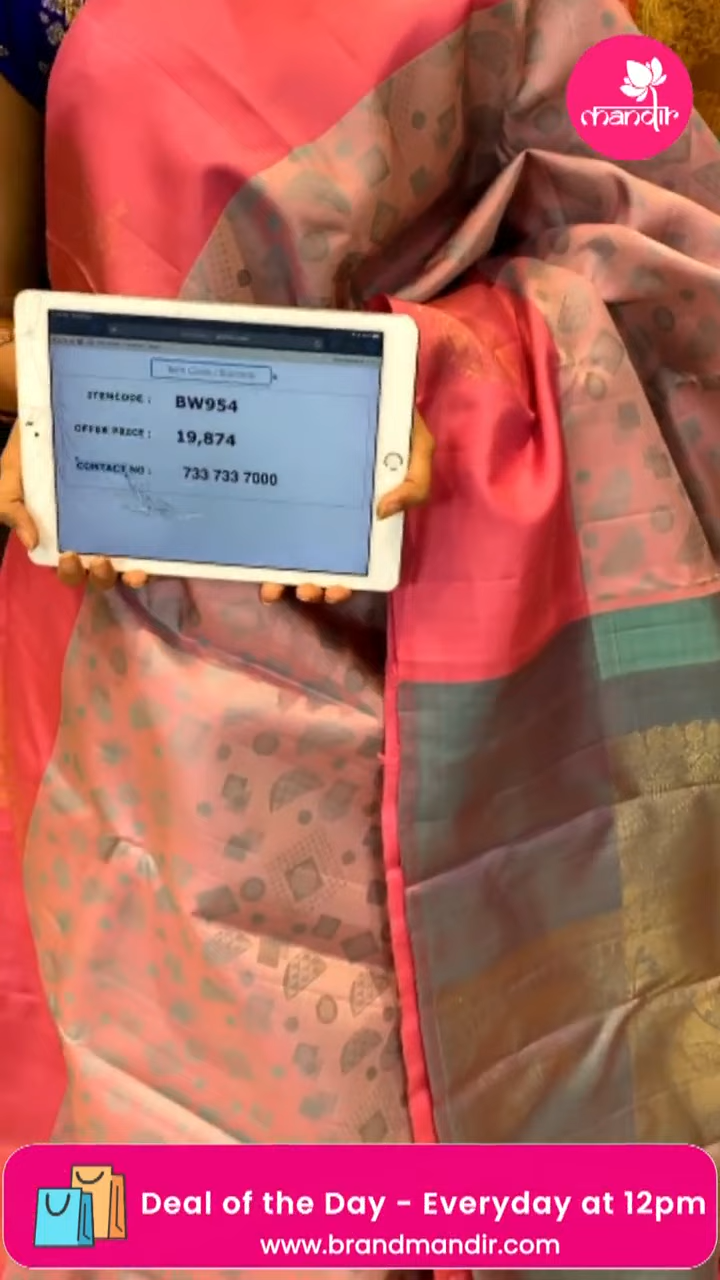 mandir
ITEMCODE : BW954
OFFER PRICE : 19,874
CONTACT NO : 733 733 7000
Deal of the Day - Everyday at 12pm
www.brandmandir.com